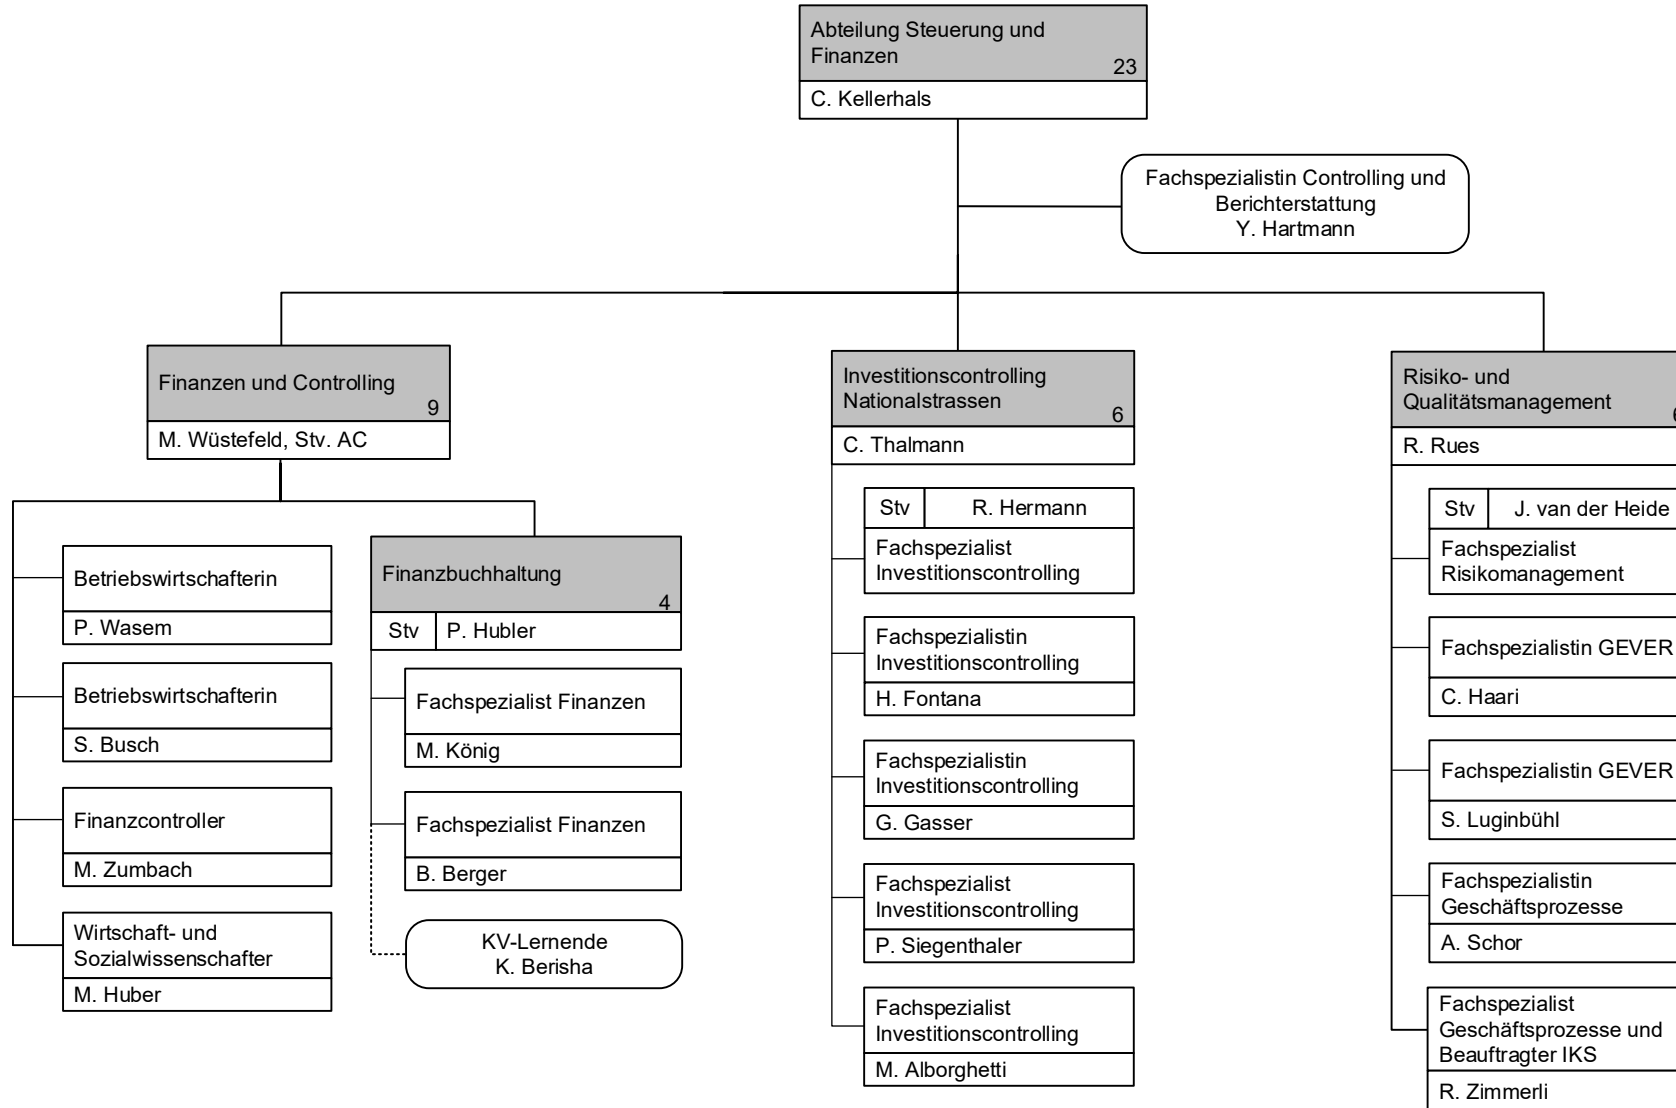 Abteilung Steuerung und
Finanzen
23
C. Kellerhals
Fachspezialistin Controlling und
Berichterstattung
Y. Hartmann
Finanzen und Controlling
9
M. Wüstefeld, Stv. AC
Betriebswirtschafterin
P. Wasem
Betriebswirtschafterin
S. Busch
Finanzcontroller
M. Zumbach
Wirtschaft- und
Sozialwissenschafter
M. Huber
Finanzbuchhaltung
4
Stv P. Hubler
Fachspezialist Finanzen
M. König
Fachspezialist Finanzen
B. Berger
KV-Lernende
K. Berisha
Investitionscontrolling
Nationalstrassen
6
C. Thalmann
Stv R. Hermann
Fachspezialist
Investitionscontrolling
Fachspezialistin
Investitionscontrolling
H. Fontana
Fachspezialistin
Investitionscontrolling
G. Gasser
Fachspezialist
Investitionscontrolling
P. Siegenthaler
Fachspezialist
Investitionscontrolling
M. Alborghetti
Risiko- und
Qualitätsmanagement
R. Rues
Stv J. van der Heide
Fachspezialist
Risikomanagement
Fachspezialistin GEVER
C. Haari
Fachspezialistin GEVER
S. Luginbühl
Fachspezialistin
Geschäftsprozesse
A. Schor
Fachspezialist
Geschäftsprozesse und
Beauftragter IKS
R. Zimmerli